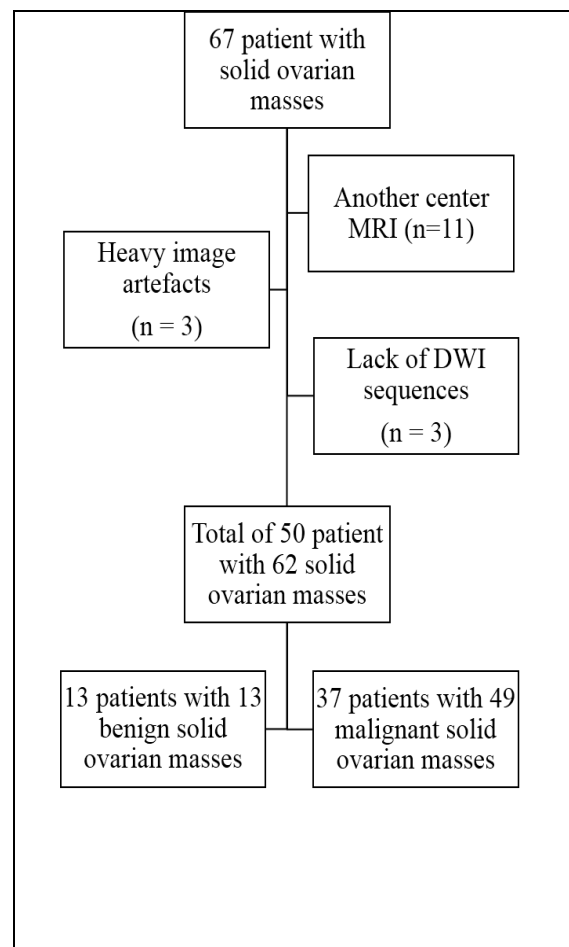 67 patient with
solid ovarian
masses
Another center
MRI (n=11)
Heavy image
artefacts
(n = 3)
Lack of DWI
sequences
(n = 3)
Total of 50 patient
with 62 solid
ovarian masses
13 patients with 13
benign solid
ovarian masses
37 patients with 49
malignant solid
ovarian masses